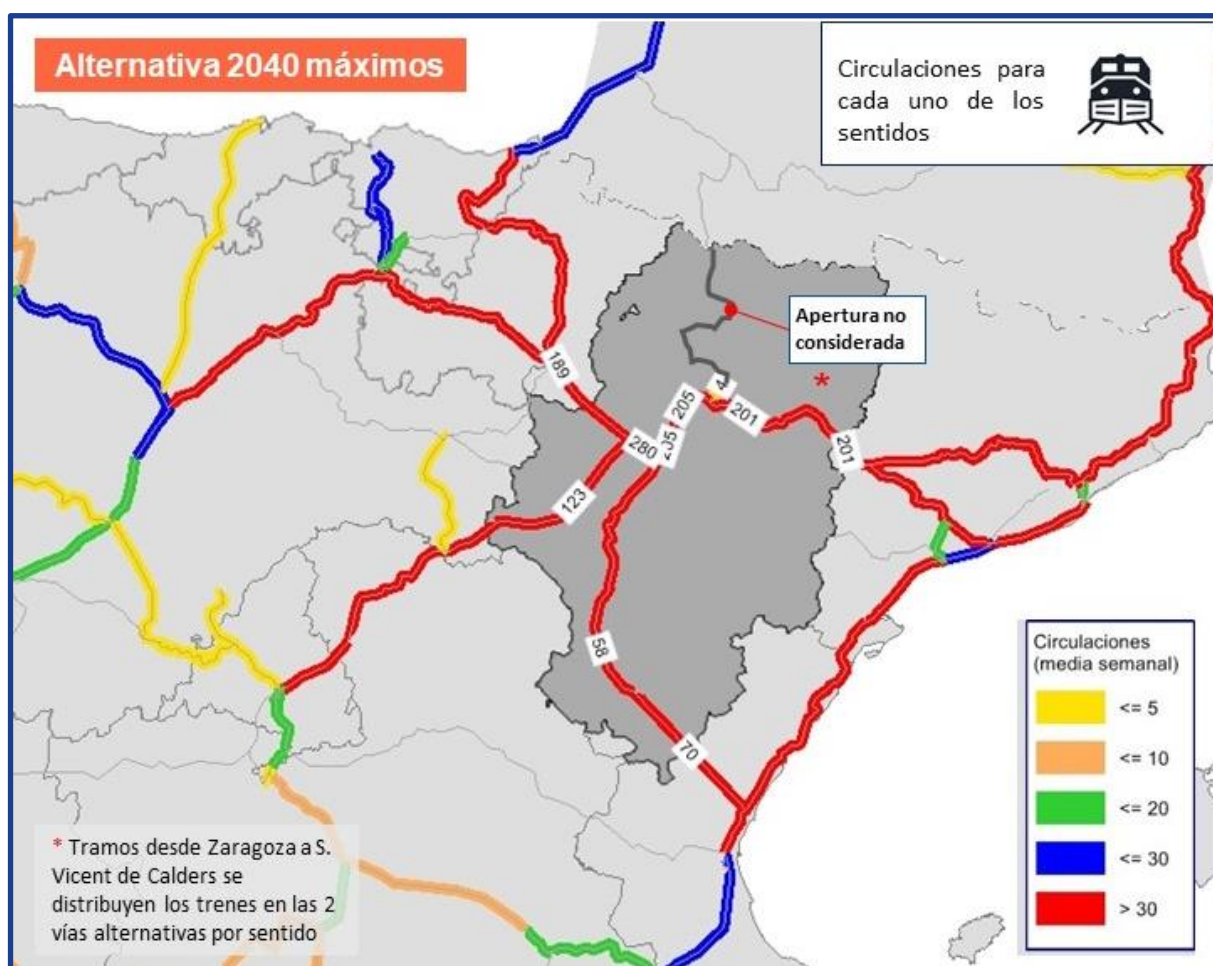 Alternativa 2040 máximos
Circulaciones para
cada uno de los
sentidos
Apertura no
considerada
*
189
280
205
4
201
201
123
58
70
Circulaciones
(media semanal)
<= 5
<= 10
<= 20
<= 30
> 30
* Tramos desde Zaragoza a S.
Vicent de Calders se
distribuyen los trenes en las 2
vías alternativas por sentido